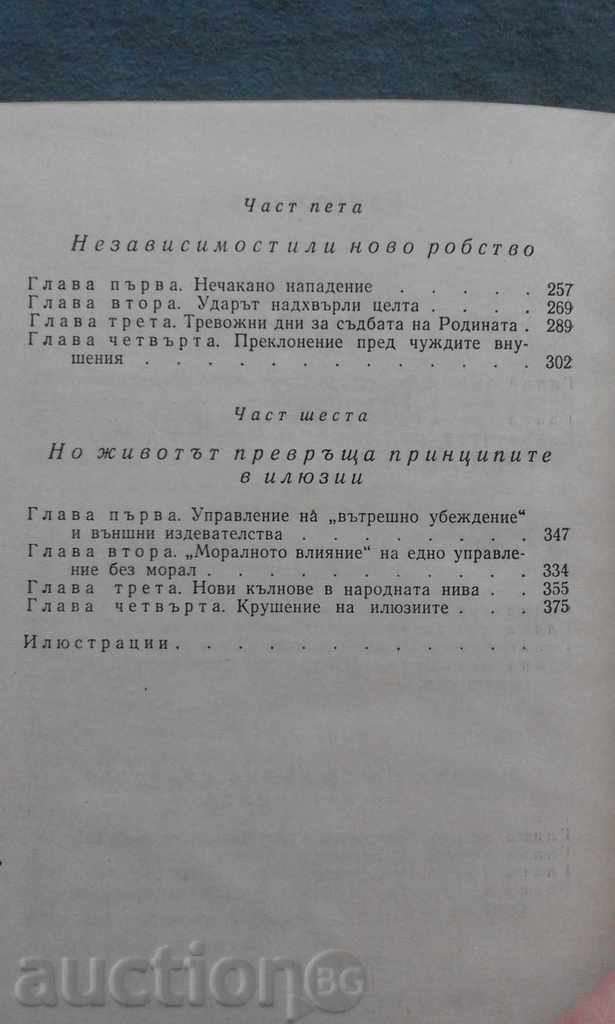 Част пета
Независимост или ново робство
Глава първа. Нечакано нападение . . . . . 257
Глава втора. Ударът надхвърли целта . . . . 269
Глава трета. Тревожни дни за съдбата на Родината . 289
Глава четвърта. Преклонение пред чуждите вну-
шения . . . . . . . . . . . . . 302
Част шеста
Но животът превръща принципите
в илюзии
Глава първа. Управление на „вътрешно убеждение“
и външни издевателства . . . . . . . 347
Глава втора. „Моралното влияние“ на едно управле-
ние без морал . . . . . . . . . . . 334
Глава трета. Нови кълнове в народната нива . . 355
Глава четвърта. Крушение на илюзиите . . . 375
Илюстрации . . . . . . . . . . . .
auctionBG